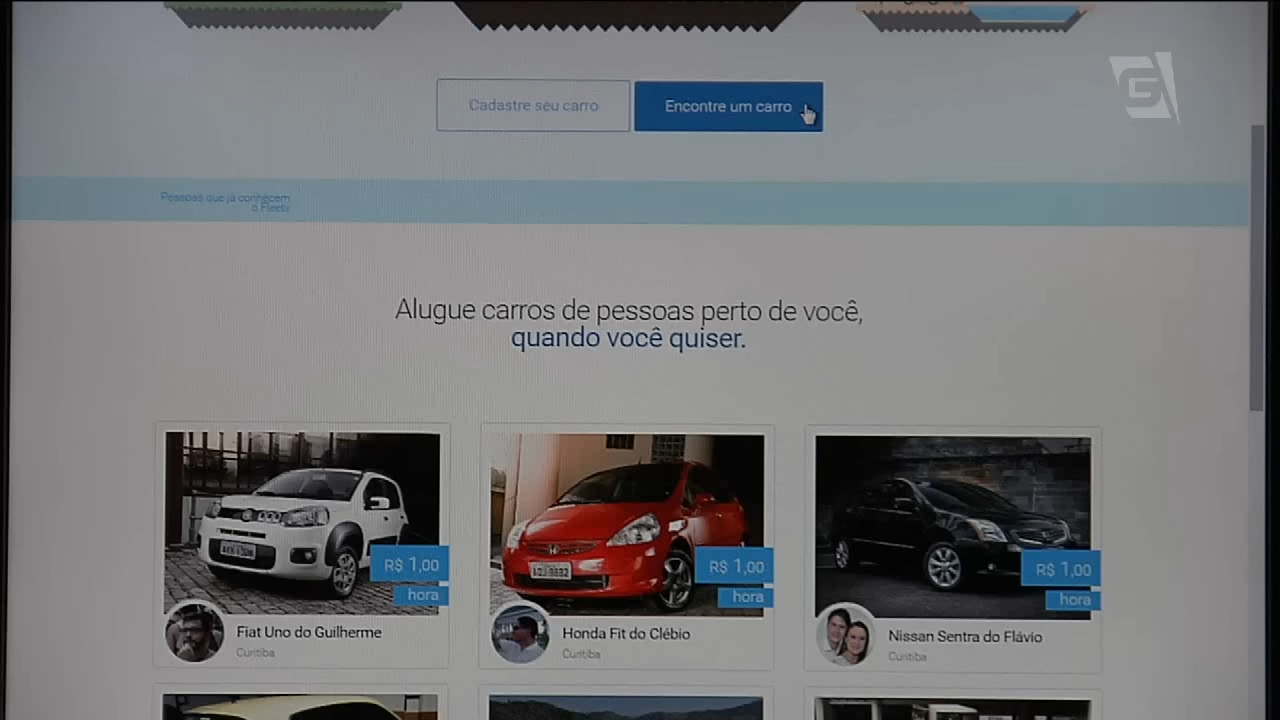 Cadastre seu carro
Encontre um carro
Pessoas que já conhecem
o Fleety
Alugue carros de pessoas perto de você,
quando você quiser.
R$ 1,00
hora
R$ 1,00
hora
R$ 1,00
hora
Fiat Uno do Guilherme
Curitiba
Honda Fit do Clébio
Curitiba
Nissan Sentra do Flávio
Curitiba